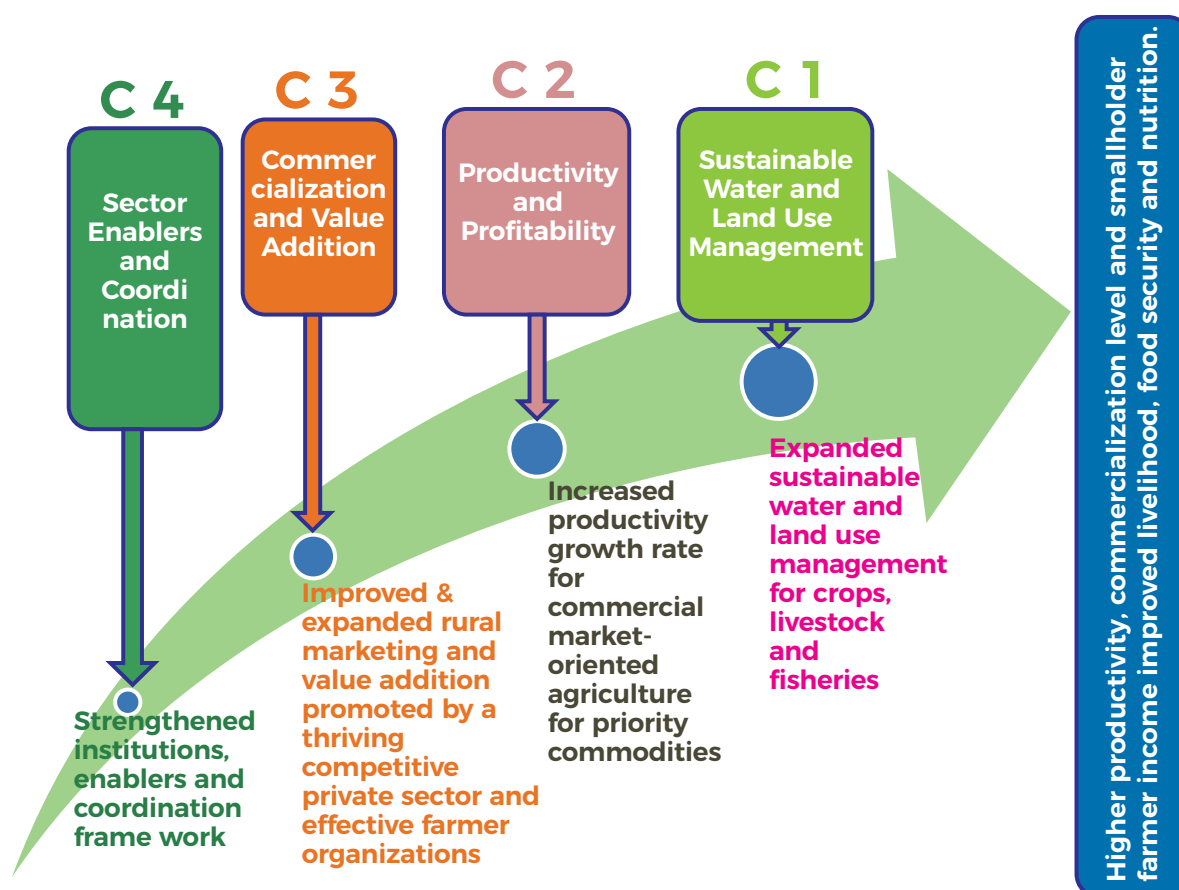 C 4
Sector
Enablers
and
Coordi
nation
Strengthened
institutions,
enablers and
coordination
frame work
C 3
Commer
cialization
and Value
Addition
Improved &
expanded rural
marketing and
value addition
promoted by a
thriving
competitive
private sector and
effective farmer
organizations
C 2
Productivity
and
Profitability
Increased
productivity
growth rate
for
commercial
market-
oriented
agriculture
for priority
commodities
C 1
Sustainable
Water and
Land Use
Management
Expanded
sustainable
water and
land use
management
for crops,
livestock
and
fisheries
Higher productivity, commercialization level and smallholder
farmer income improved livelihood, food security and nutrition.